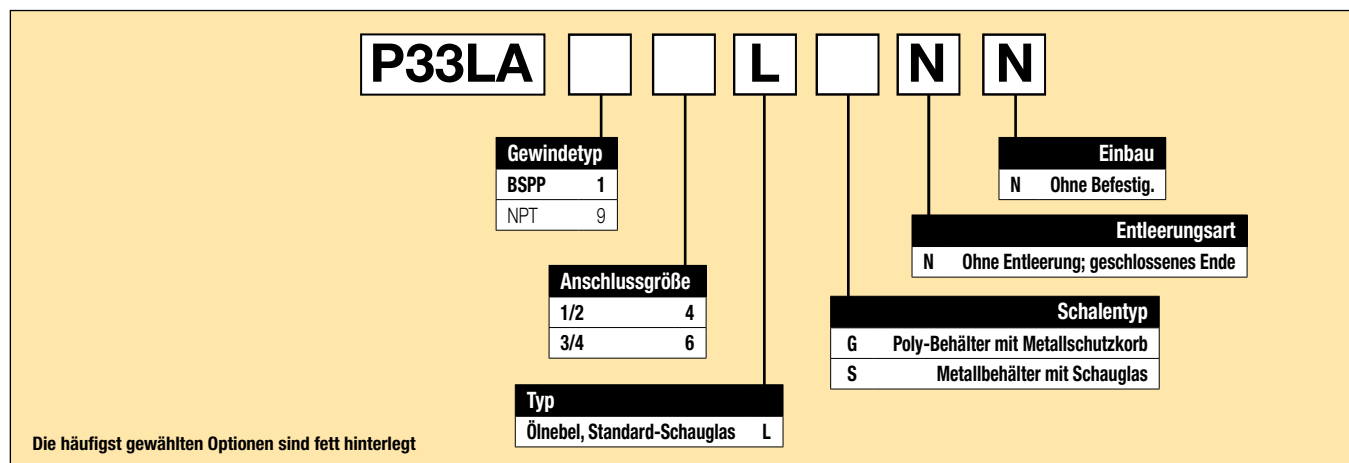 P33LA L N N
Gewindetyp
BSPP 1
NPT 9
Einbau
N Ohne Befestig.
Entleerungsart
N Ohne Entleerung; geschlossenes Ende
Anschlussgröße
1/2 4
3/4 6
Schalentyp
G Poly-Behälter mit Metallschutzkorb
S Metallbehälter mit Schauglas
Typ
Ölnebel, Standard-Schauglas L
Die häufigst gewählten Optionen sind fett hinterlegt